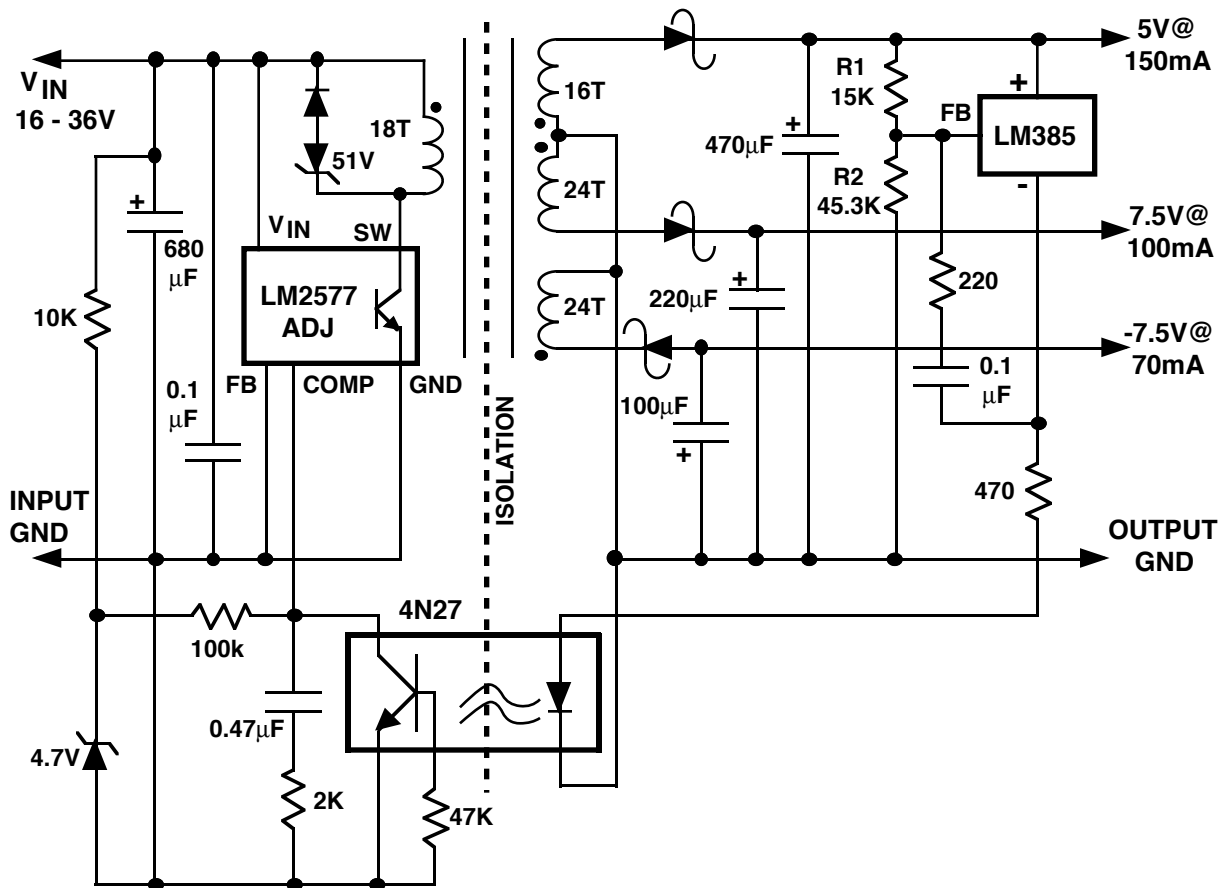 V IN
16 - 36V
18T
51V
680
µF
10K
0.1
µF
V IN
SW
LM2577
ADJ
FB
COMP
GND
INPUT
GND
100k
0.47µF
2K
4.7V
47K
4N27
ISOLATION
16T
24T
24T
470µF
220µF
100µF
R1
15K
R2
45.3K
FB
+
LM385
-
220
0.1
µF
470
5V@
150mA
7.5V@
100mA
-7.5V@
70mA
OUTPUT
GND
+
+
+
+